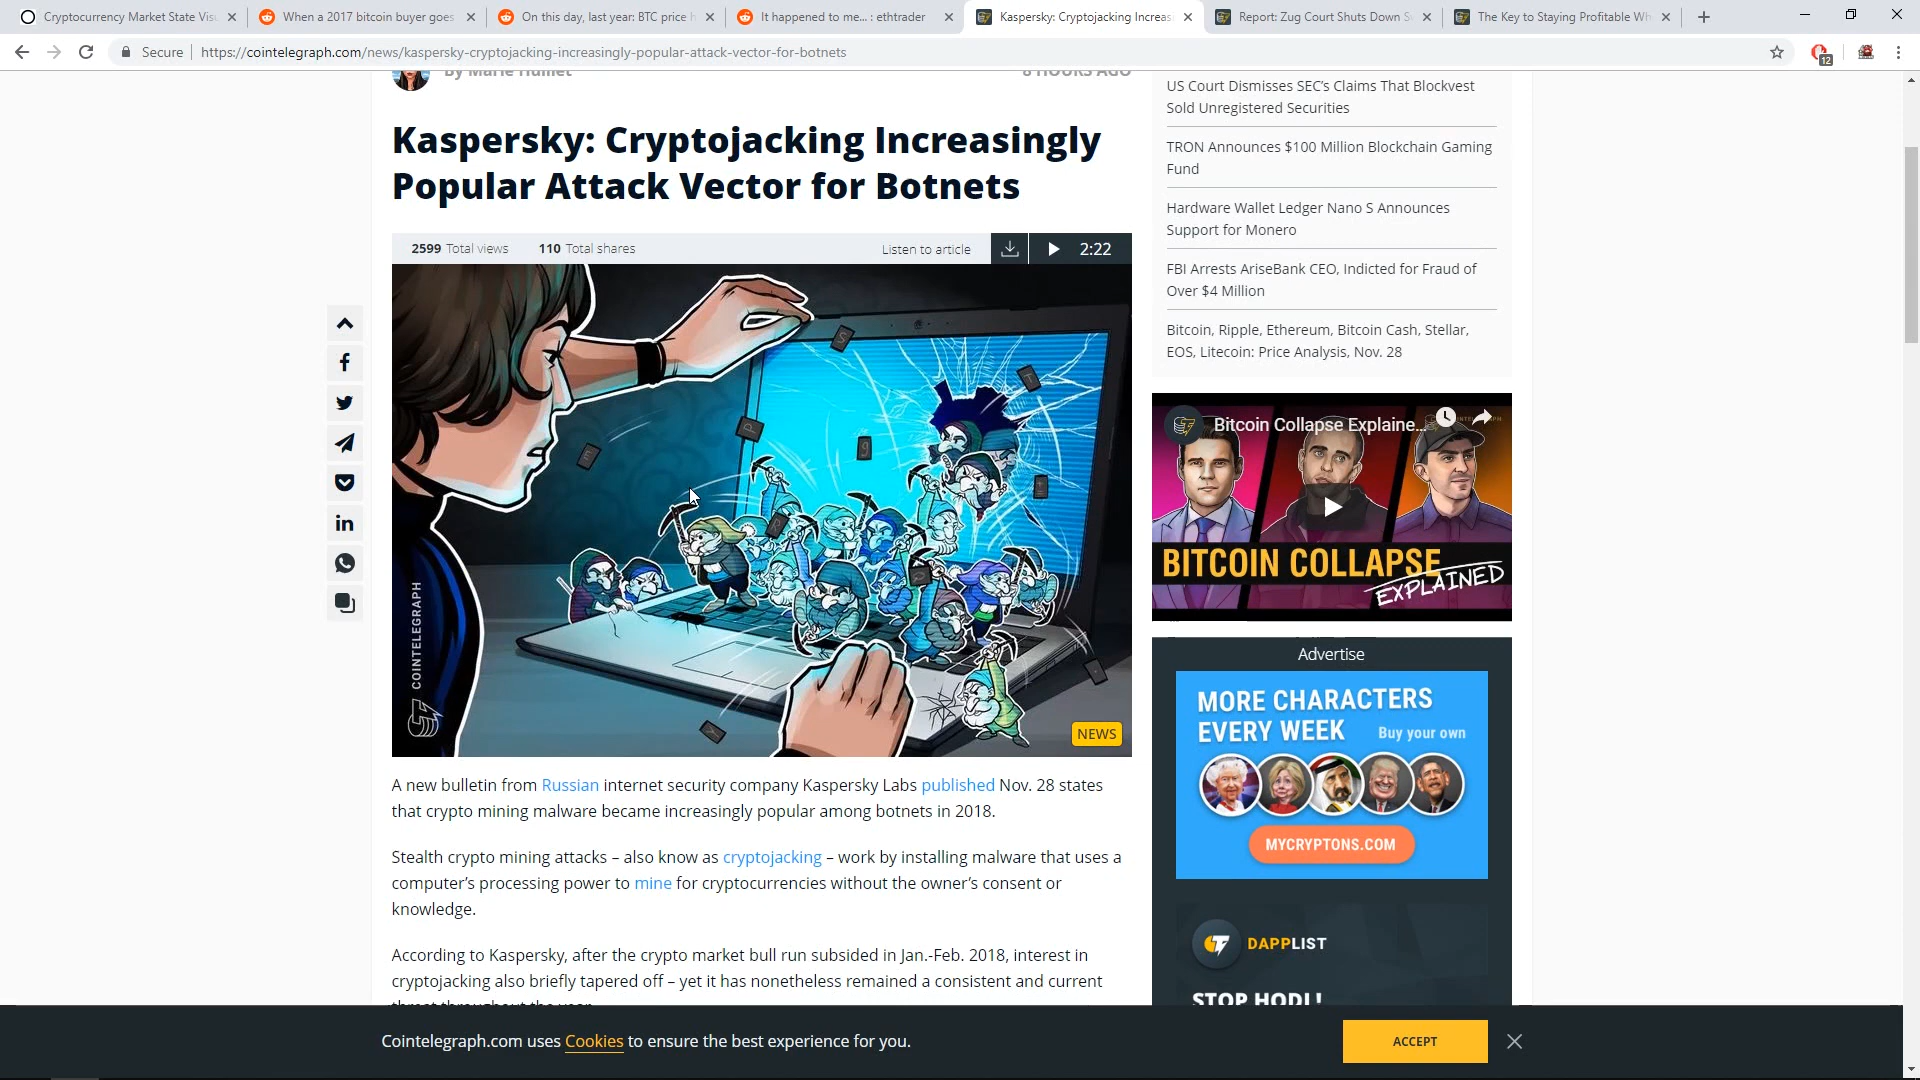 Cryptocurrency Market State Visu
When a 2017 bitcoin buyer goes
On this day, last year: BTC price h
It happened to me... : ethtrader
Kaspersky: Cryptojacking Increas
Report: Zug Court Shuts Down S
The Key to Staying Profitable Wh
Secure
https://cointelegraph.com/news/kaspersky-cryptojacking-increasingly-popular-attack-vector-for-botnets
12
By Marie Huillet
8 HOURS AGO
Kaspersky: Cryptojacking Increasingly
Popular Attack Vector for Botnets
2599 Total views
110 Total shares
Listen to article
2:22
COINTELEGRAPH
NEWS
A new bulletin from Russian internet security company Kaspersky Labs published Nov. 28 states
that crypto mining malware became increasingly popular among botnets in 2018.
Stealth crypto mining attacks – also know as cryptojacking – work by installing malware that uses a
computer's processing power to mine for cryptocurrencies without the owner's consent or
knowledge.
According to Kaspersky, after the crypto market bull run subsided in Jan.-Feb. 2018, interest in
cryptojacking also briefly tapered off – yet it has nonetheless remained a consistent and current
threat throughout the year.
US Court Dismisses SEC's Claims That Blockvest
Sold Unregistered Securities
TRON Announces $100 Million Blockchain Gaming
Fund
Hardware Wallet Ledger Nano S Announces
Support for Monero
FBI Arrests AriseBank CEO, Indicted for Fraud of
Over $4 Million
Bitcoin, Ripple, Ethereum, Bitcoin Cash, Stellar,
EOS, Litecoin: Price Analysis, Nov. 28
Bitcoin Collapse Explaine...
BITCOIN COLLAPSE
EXPLAINED
Advertise
MORE CHARACTERS
EVERY WEEK
Buy your own
MYCRYPTONS.COM
DAPPLIST
STOP HODL!
Cointelegraph.com uses Cookies to ensure the best experience for you.
ACCEPT